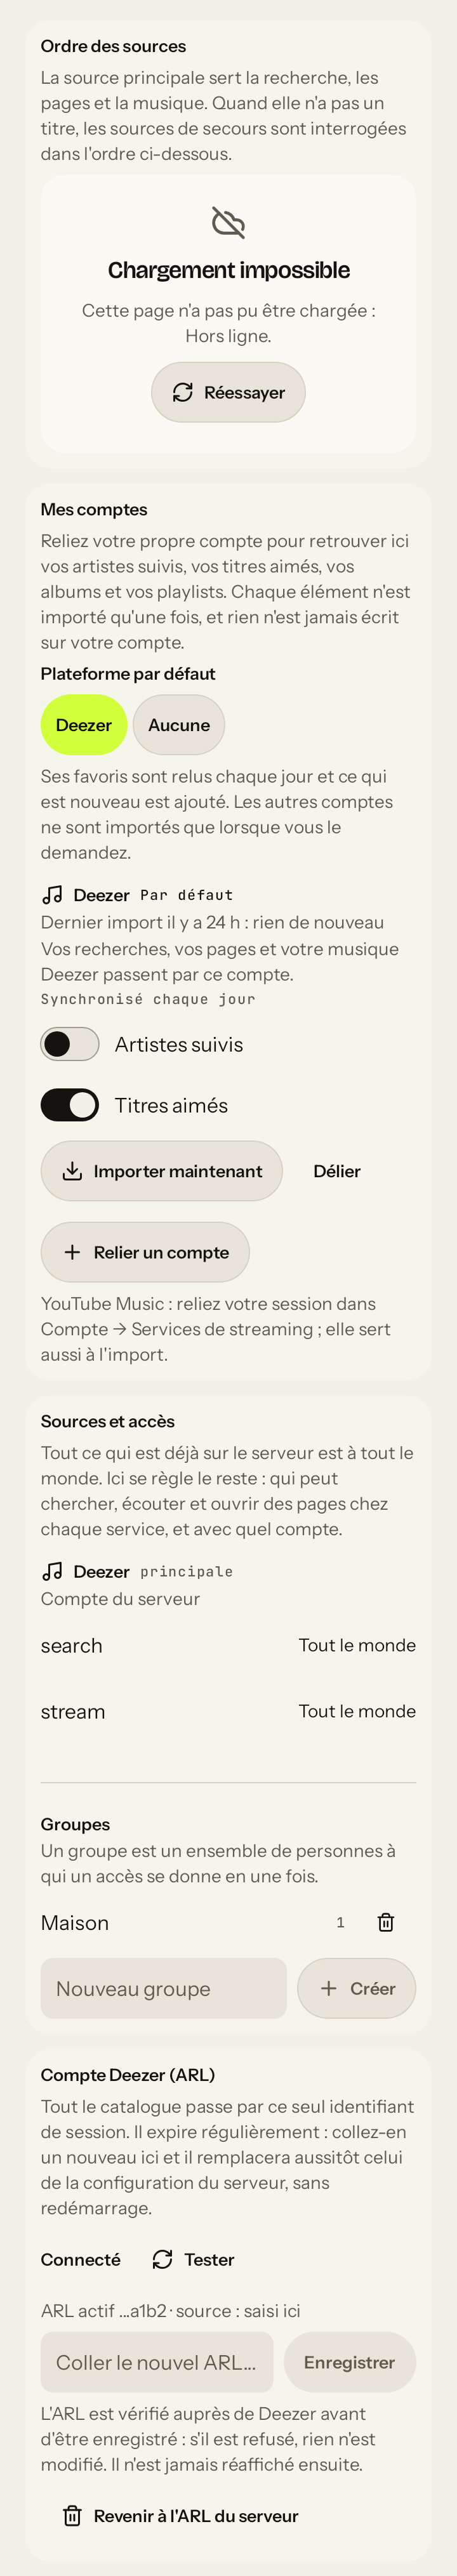 Ordre des sources
La source principale sert la recherche, les
pages et la musique. Quand elle n'a pas un
titre, les sources de secours sont interrogées
dans l'ordre ci-dessous.
Chargement impossible
Cette page n'a pas pu être chargée :
Hors ligne.
Réessayer
Mes comptes
Reliez votre propre compte pour retrouver ici
vos artistes suivis, vos titres aimés, vos
albums et vos playlists. Chaque élément n'est
importé qu'une fois, et rien n'est jamais écrit
sur votre compte.
Plateforme par défaut
Deezer Aucune
Ses favoris sont relus chaque jour et ce qui
est nouveau est ajouté. Les autres comptes
ne sont importés que lorsque vous le
demandez.
Deezer Par défaut
Dernier import il y a 24 h : rien de nouveau
Vos recherches, vos pages et votre musique
Deezer passent par ce compte.
Synchronisé chaque jour
Artistes suivis
Titres aimés
Importer maintenant Délier
Relier un compte
YouTube Music : reliez votre session dans
Compte → Services de streaming ; elle sert
aussi à l'import.
Sources et accès
Tout ce qui est déjà sur le serveur est à tout le
monde. Ici se règle le reste : qui peut
chercher, écouter et ouvrir des pages chez
chaque service, et avec quel compte.
Deezer principale
Compte du serveur
search Tout le monde
stream Tout le monde
Groupes
Un groupe est un ensemble de personnes à
qui un accès se donne en une fois.
Maison 1
Nouveau groupe Créer
Compte Deezer (ARL)
Tout le catalogue passe par ce seul identifiant
de session. Il expire régulièrement : collez-en
un nouveau ici et il remplacera aussitôt celui
de la configuration du serveur, sans
redémarrage.
Connecté Tester
ARL actif …a1b2 · source : saisi ici
Coller le nouvel ARL… Enregistrer
L'ARL est vérifié auprès de Deezer avant
d'être enregistré : s'il est refusé, rien n'est
modifié. Il n'est jamais réaffiché ensuite.
Revenir à l'ARL du serveur